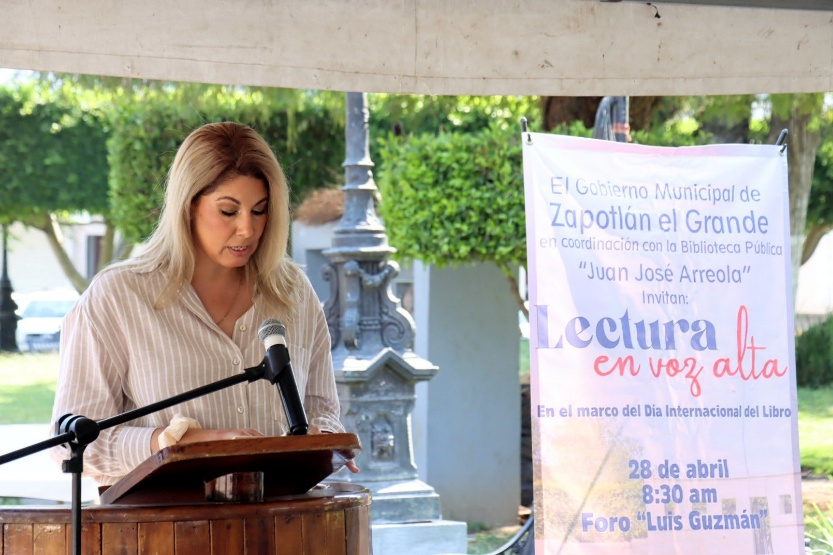 El Gobierno Municipal de
Zapotlán el Grande
en coordinación con la Biblioteca Pública
"Juan José Arreola"
Invitan:
Lectura
en voz alta
En el marco del Día Internacional del Libro
28 de abril
8:30 am
Foro "Luis Guzmán"